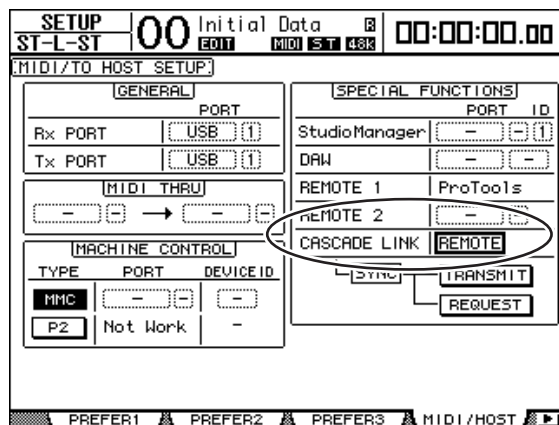 SETUP
ST-L-ST
00 Initial Data
EDIT MIDI ST 48k
00:00:00.00
MIDI/TO HOST SETUP
GENERAL
PORT
Rx PORT USB 1
Tx PORT USB 1
MIDI THRU
- - → - -
MACHINE CONTROL
TYPE PORT DEVICE ID
MMC - - -
P2 Not Work -
SPECIAL FUNCTIONS
PORT ID
StudioManager - - 1
DAW - -
REMOTE 1 ProTools
REMOTE 2 - -
CASCADE LINK REMOTE
SYNC TRANSMIT
REQUEST
PREFER1 PREFER2 PREFER3 MIDI/HOST